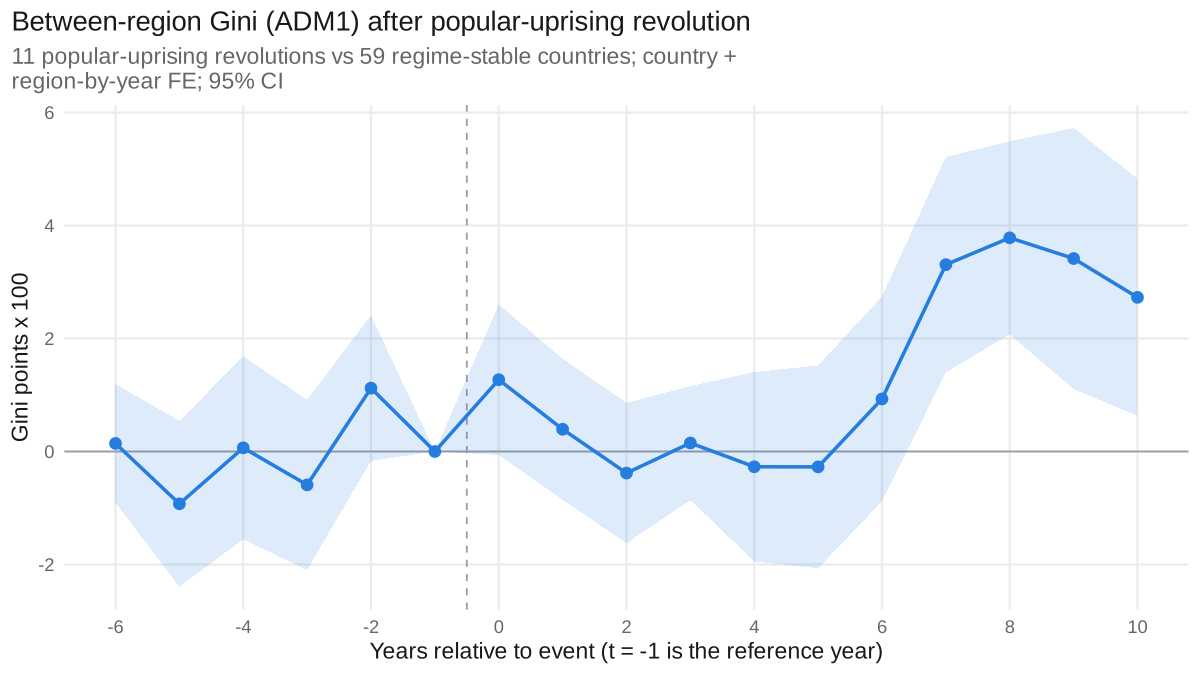 Between-region Gini (ADM1) after popular-uprising revolution
11 popular-uprising revolutions vs 59 regime-stable countries; country +
region-by-year FE; 95% CI
6
4
2
0
-2
Gini points x 100
-6
-4
-2
0
2
4
6
8
10
Years relative to event (t = -1 is the reference year)